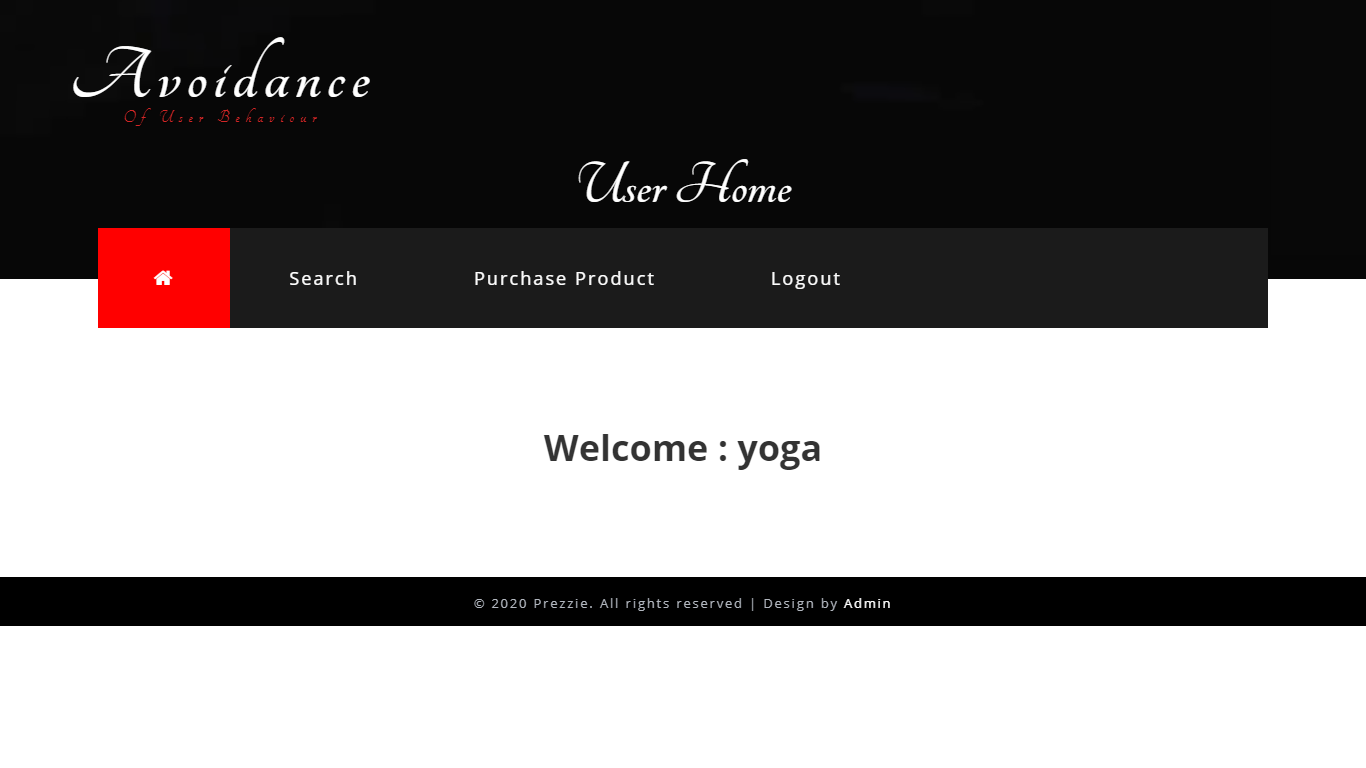 Avoidance
Of User Behaviour
User Home
Search Purchase Product Logout
Welcome : yoga
© 2020 Prezzie. All rights reserved | Design by Admin